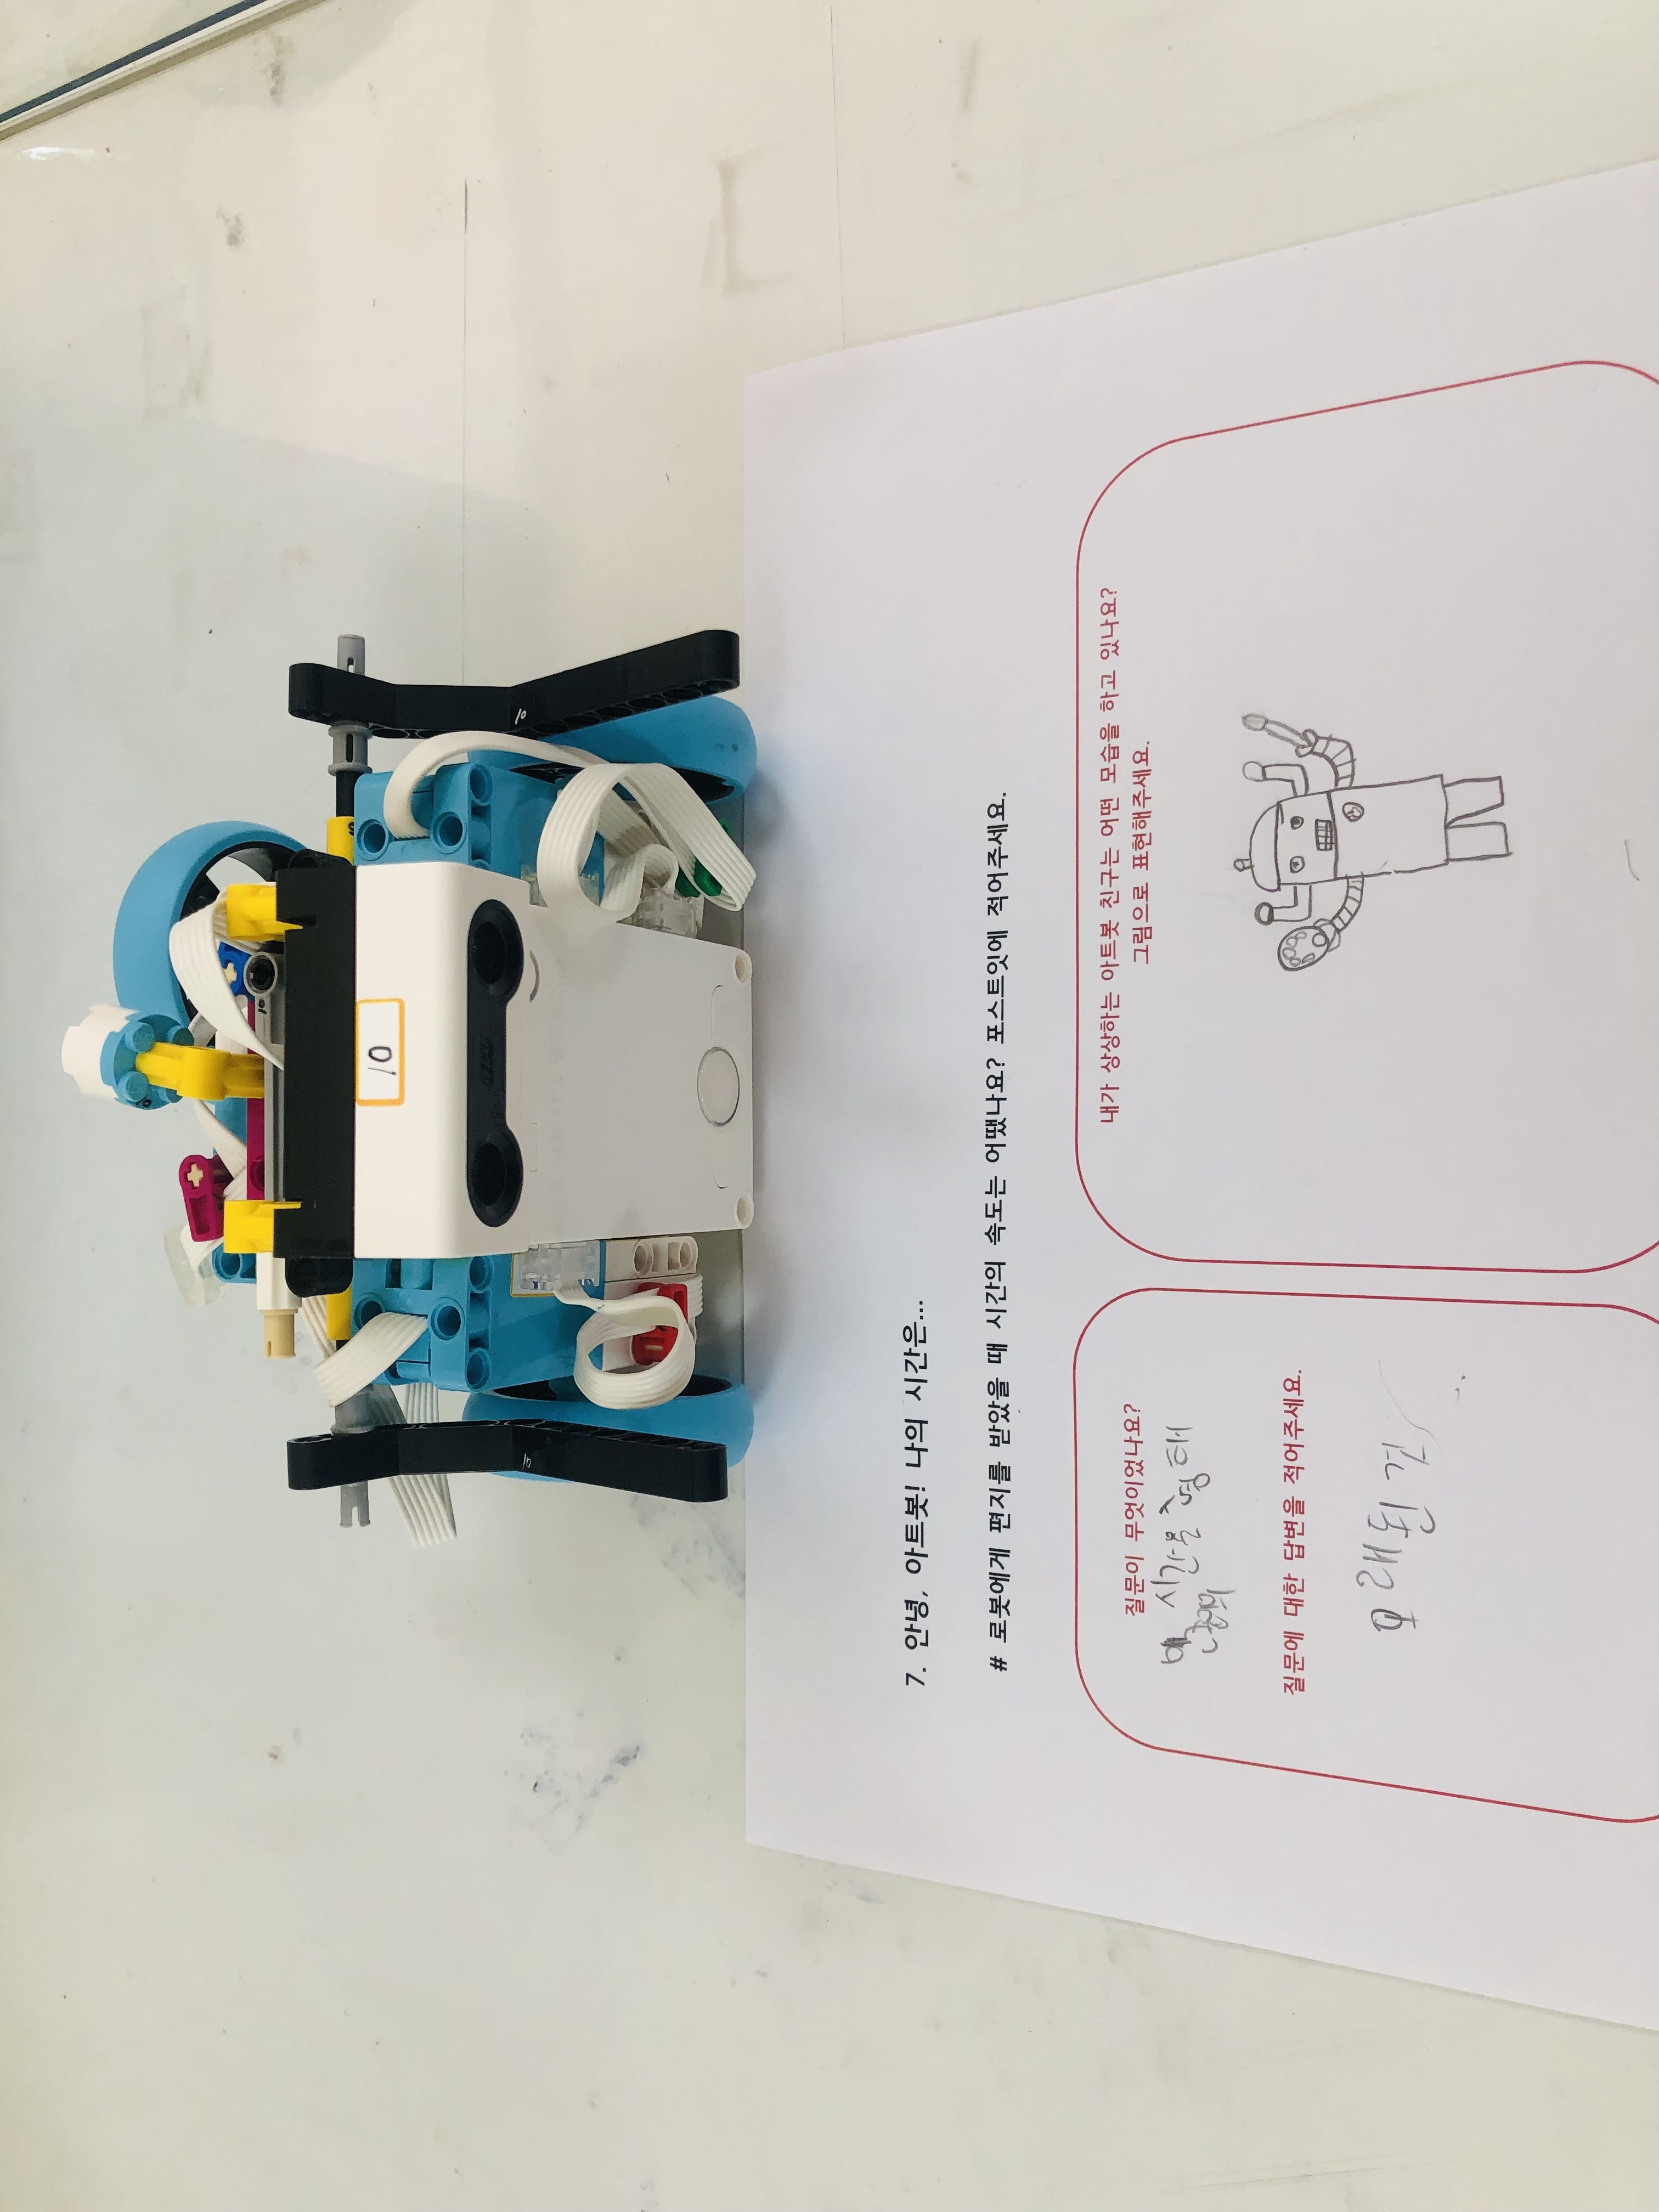 10
7. 안녕, 아트봇! 나의 시간은...
# 로봇에게 편지를 받았을 때 시간의 속도는 어땠나요? 포스트잇에 적어주세요.
질문이 무엇이었나요?
시간은 형태
질문에 대한 답변을 적어주세요.
오래된 것
내가 상상하는 아트봇 친구는 어떤 모습을 하고 있나요?
그림으로 표현해주세요.